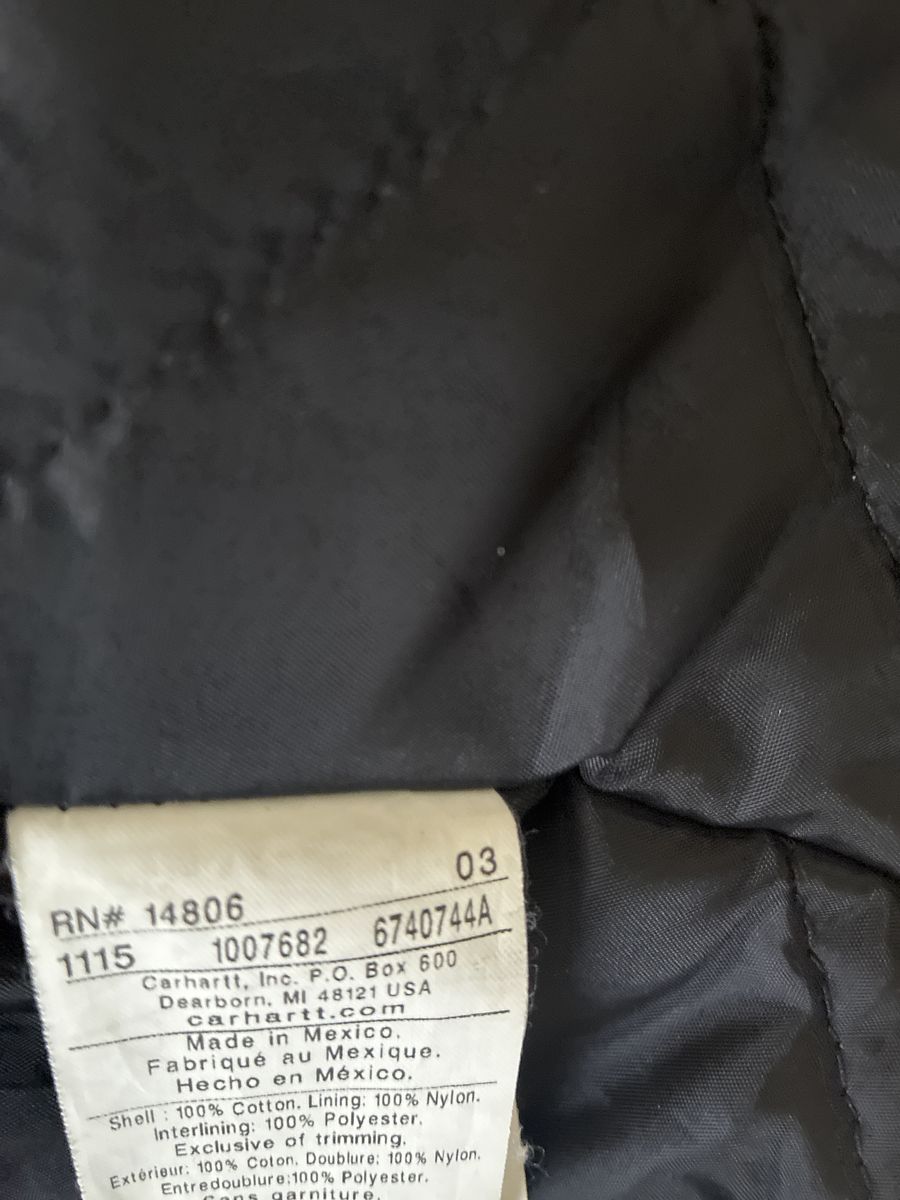 03
RN# 14806
1115 1007682 6740744A
Carhartt, Inc. P.O. Box 600
Dearborn, MI 48121 USA
carhartt.com
Made in Mexico.
Fabriqué au Mexique.
Hecho en México.
Shell : 100% Cotton. Lining: 100% Nylon.
Interlining: 100% Polyester.
Exclusive of trimming.
Extérieur: 100% Coton. Doublure: 100% Nylon.
Entredoublure:100% Polyester.
Sans garniture.